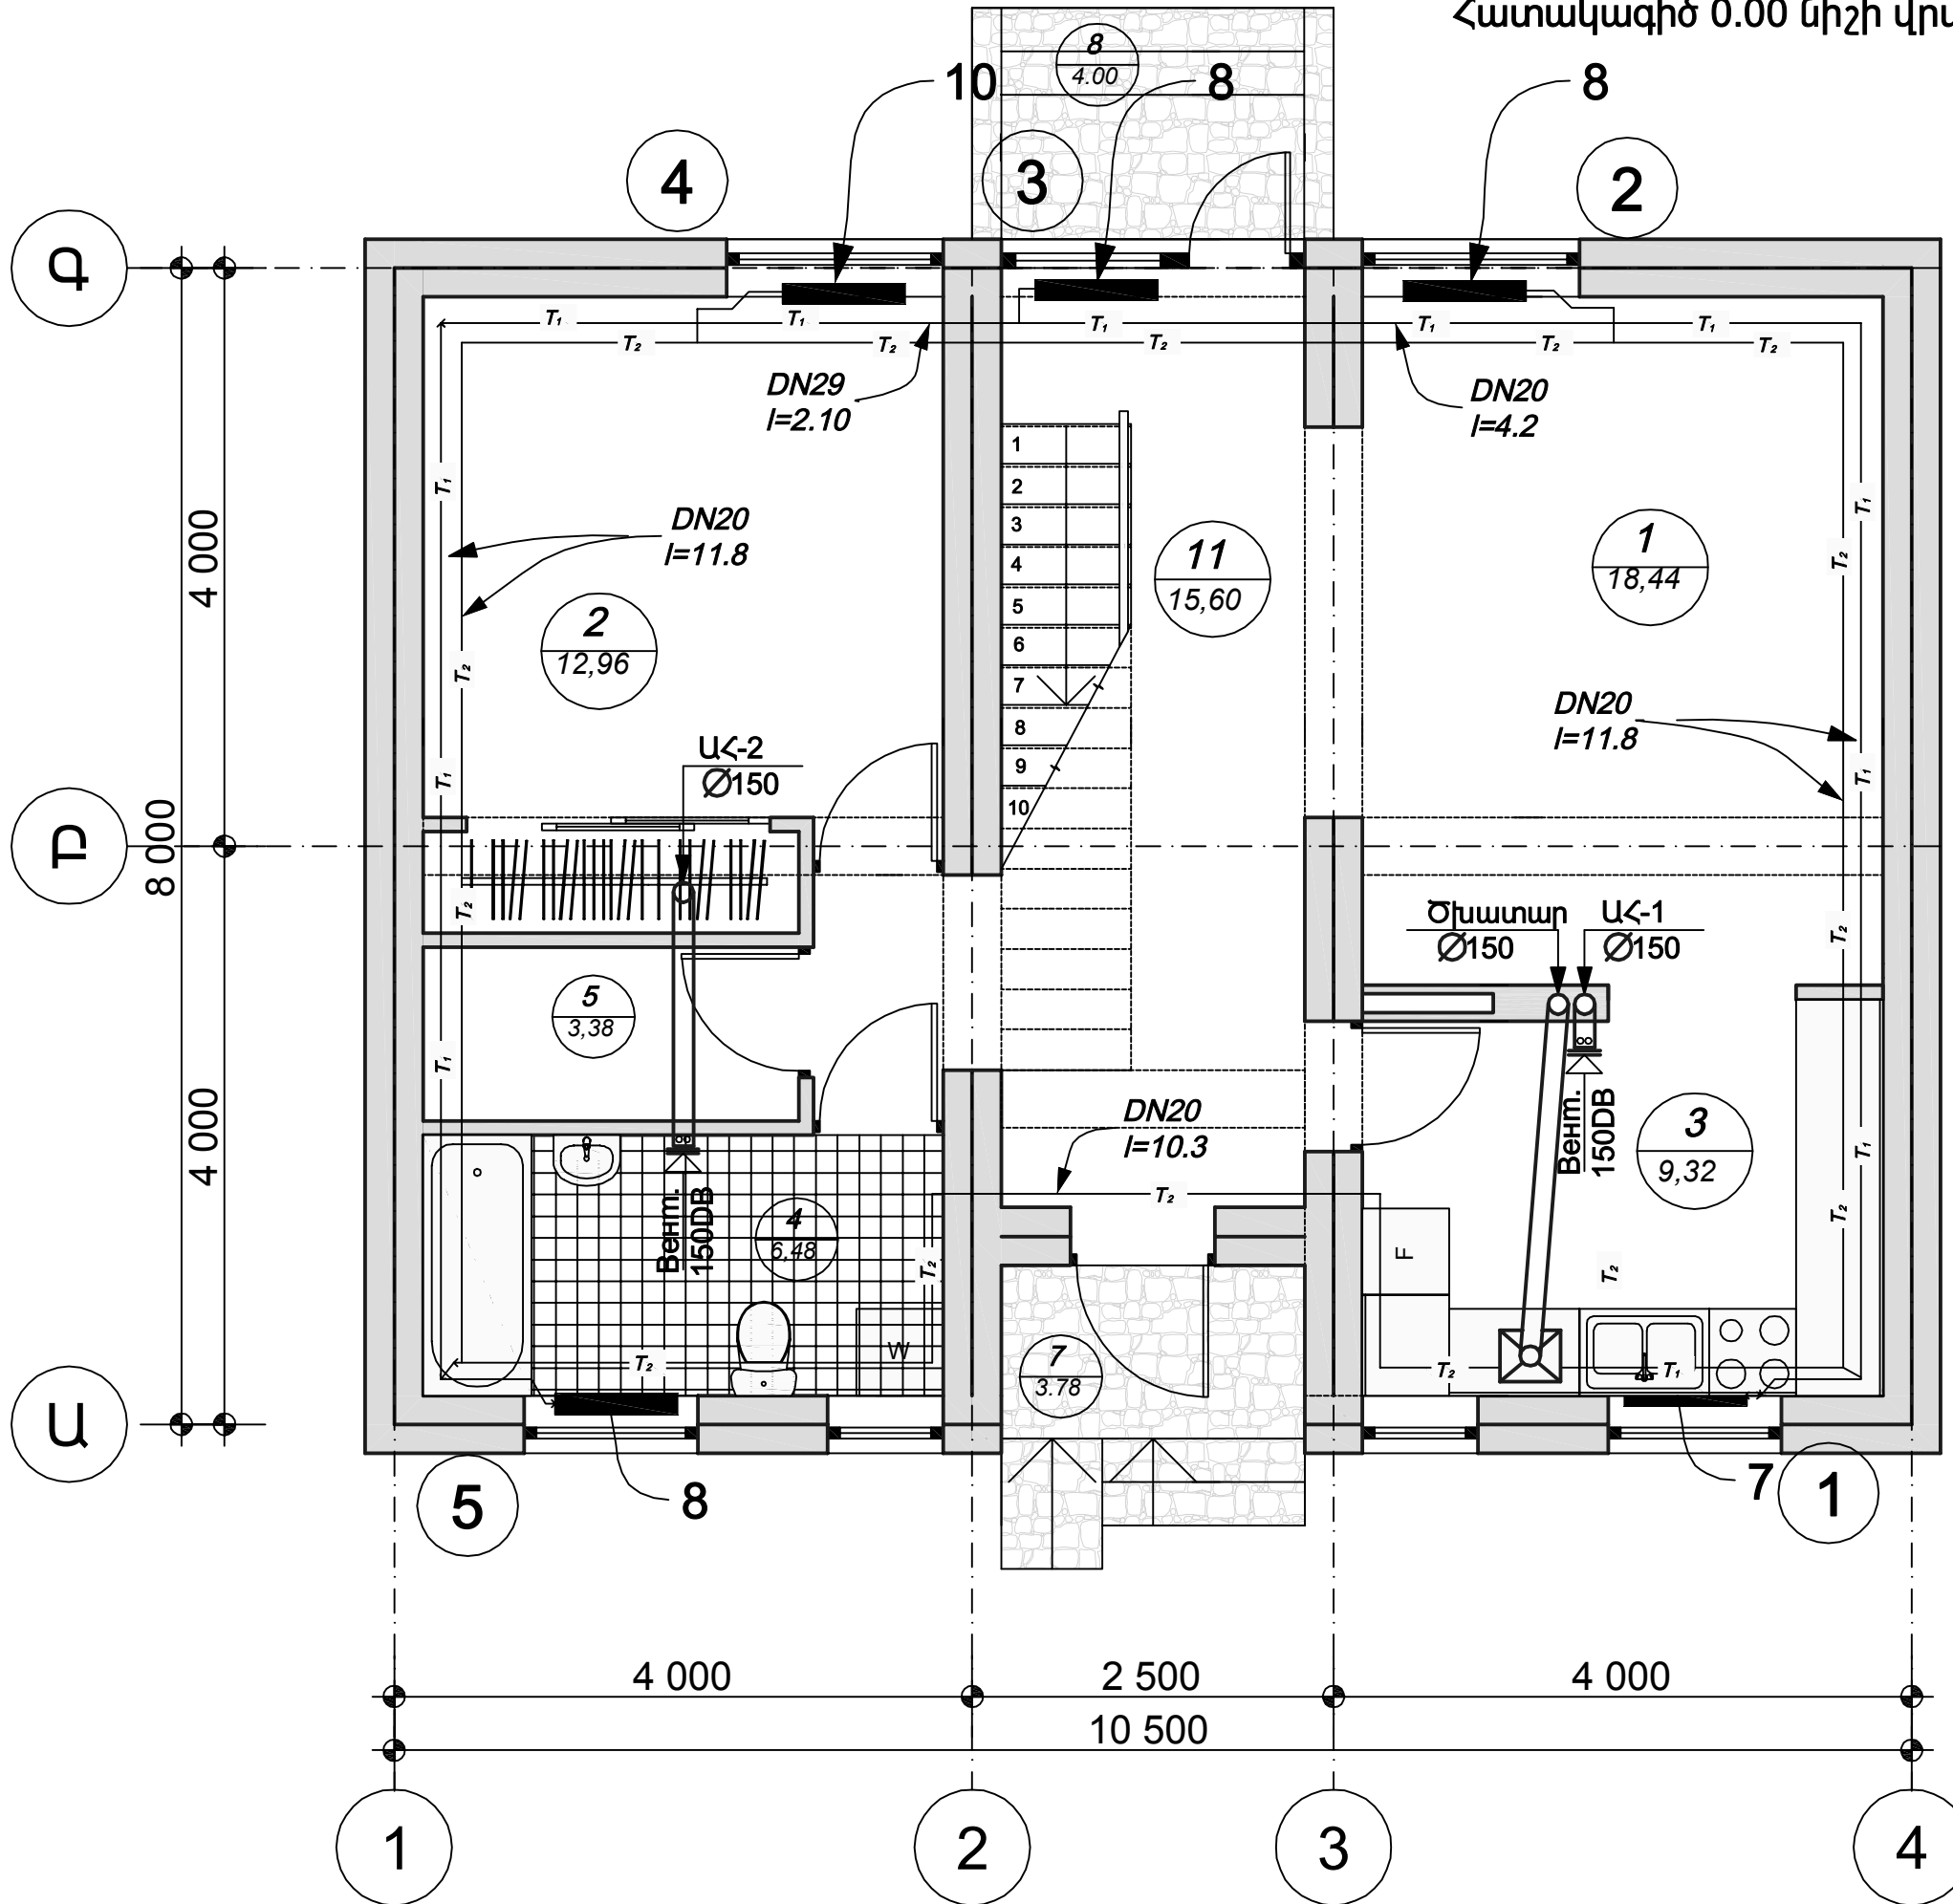 Հատակագիծ 0.00 նիշի
8
4.00
10
8
8
4
3
2
Գ
T₁
T₁
T₁
T₁
T₁
T₂
T₂
T₂
T₂
T₂
DN29
l=2.10
DN20
l=4.2
1
2
3
4
5
6
7
8
9
10
T₁
T₁
T₂
DN20
l=11.8
11
15,60
1
18,44
4 000
2
12,96
T₂
DN20
l=11.8
ԱՀ-2
Ø150
T₁
T₁
Բ
8 000
T₂
T₂
Ծխատար
Ø150
ԱՀ-1
Ø150
5
3,38
T₁
4 000
DN20
l=10.3
Вент.
150DB
3
9,32
T₁
T₂
T₂
Вент.
150DB
4
6,48
T₂
F
T₂
W
T₂
7
3.78
T₂
T₁
Ա
5
8
7
1
4 000
2 500
4 000
10 500
1
2
3
4